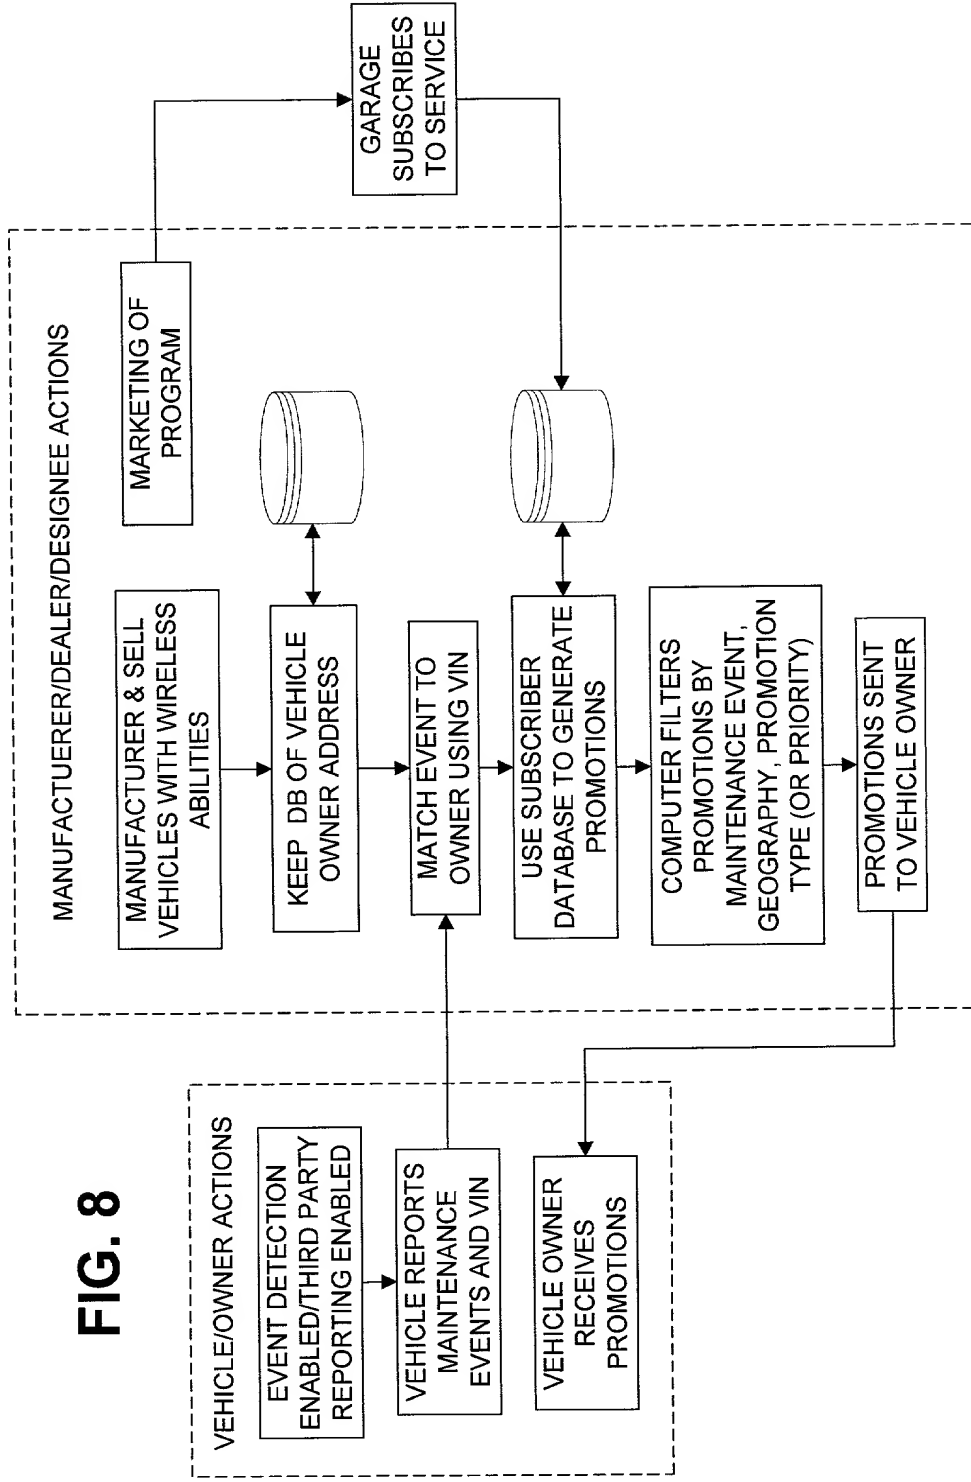 FIG. 8
VEHICLE/OWNER ACTIONS
EVENT DETECTION
ENABLED/THIRD PARTY
REPORTING ENABLED
VEHICLE REPORTS
MAINTENANCE
EVENTS AND VIN
VEHICLE OWNER
RECEIVES
PROMOTIONS
MANUFACTUERER/DEALER/DESIGNEE ACTIONS
MANUFACTURER & SELL
VEHICLES WITH WIRELESS
ABILITIES
KEEP DB OF VEHICLE
OWNER ADDRESS
MATCH EVENT TO
OWNER USING VIN
USE SUBSCRIBER
DATABASE TO GENERATE
PROMOTIONS
COMPUTER FILTERS
PROMOTIONS BY
MAINTENANCE EVENT,
GEOGRAPHY, PROMOTION
TYPE (OR PRIORITY)
PROMOTIONS SENT
TO VEHICLE OWNER
MARKETING OF
PROGRAM
GARAGE
SUBSCRIBES
TO SERVICE